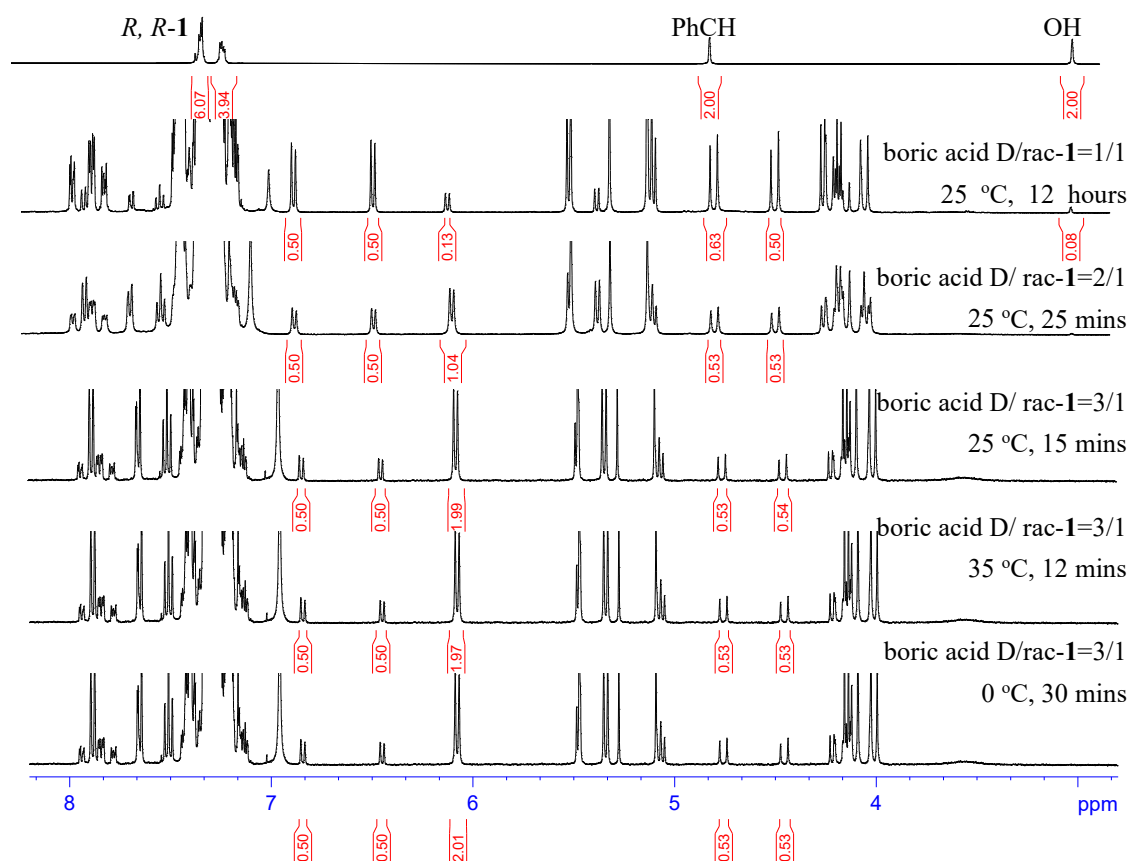 R, R-1 PhCH OH
6.07 3.94 2.00 2.00
boric acid D/rac-1=1/1
25 °C, 12 hours
0.50 0.50 0.13 0.63 0.50 0.08
boric acid D/ rac-1=2/1
25 °C, 25 mins
0.50 0.50 1.04 0.53 0.53
boric acid D/ rac-1=3/1
25 °C, 15 mins
0.50 0.50 1.99 0.53 0.54
boric acid D/ rac-1=3/1
35 °C, 12 mins
0.50 0.50 1.97 0.53 0.53
boric acid D/rac-1=3/1
0 °C, 30 mins
8 7 6 5 4 ppm
0.50 0.50 2.01 0.53 0.53